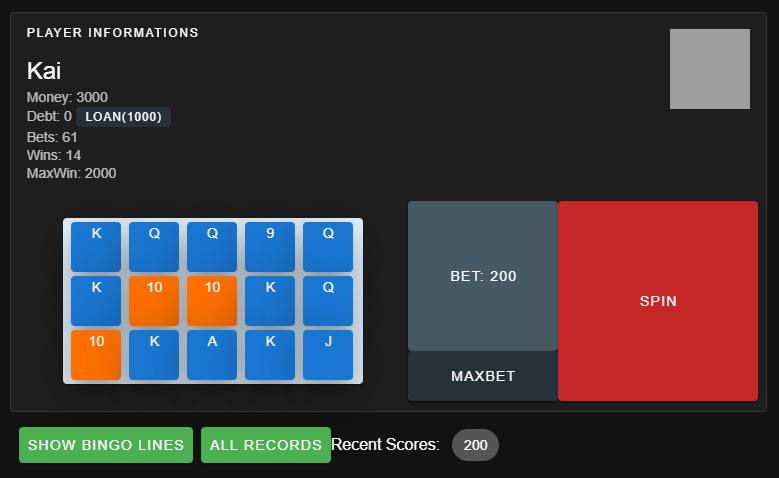 PLAYER INFORMATIONS
Kai
Money: 3000
Debt: 0 LOAN(1000)
Bets: 61
Wins: 14
MaxWin: 2000
K Q Q 9 Q
K 10 10 K Q
10 K A K J
BET: 200
SPIN
MAXBET
SHOW BINGO LINES ALL RECORDS Recent Scores: 200